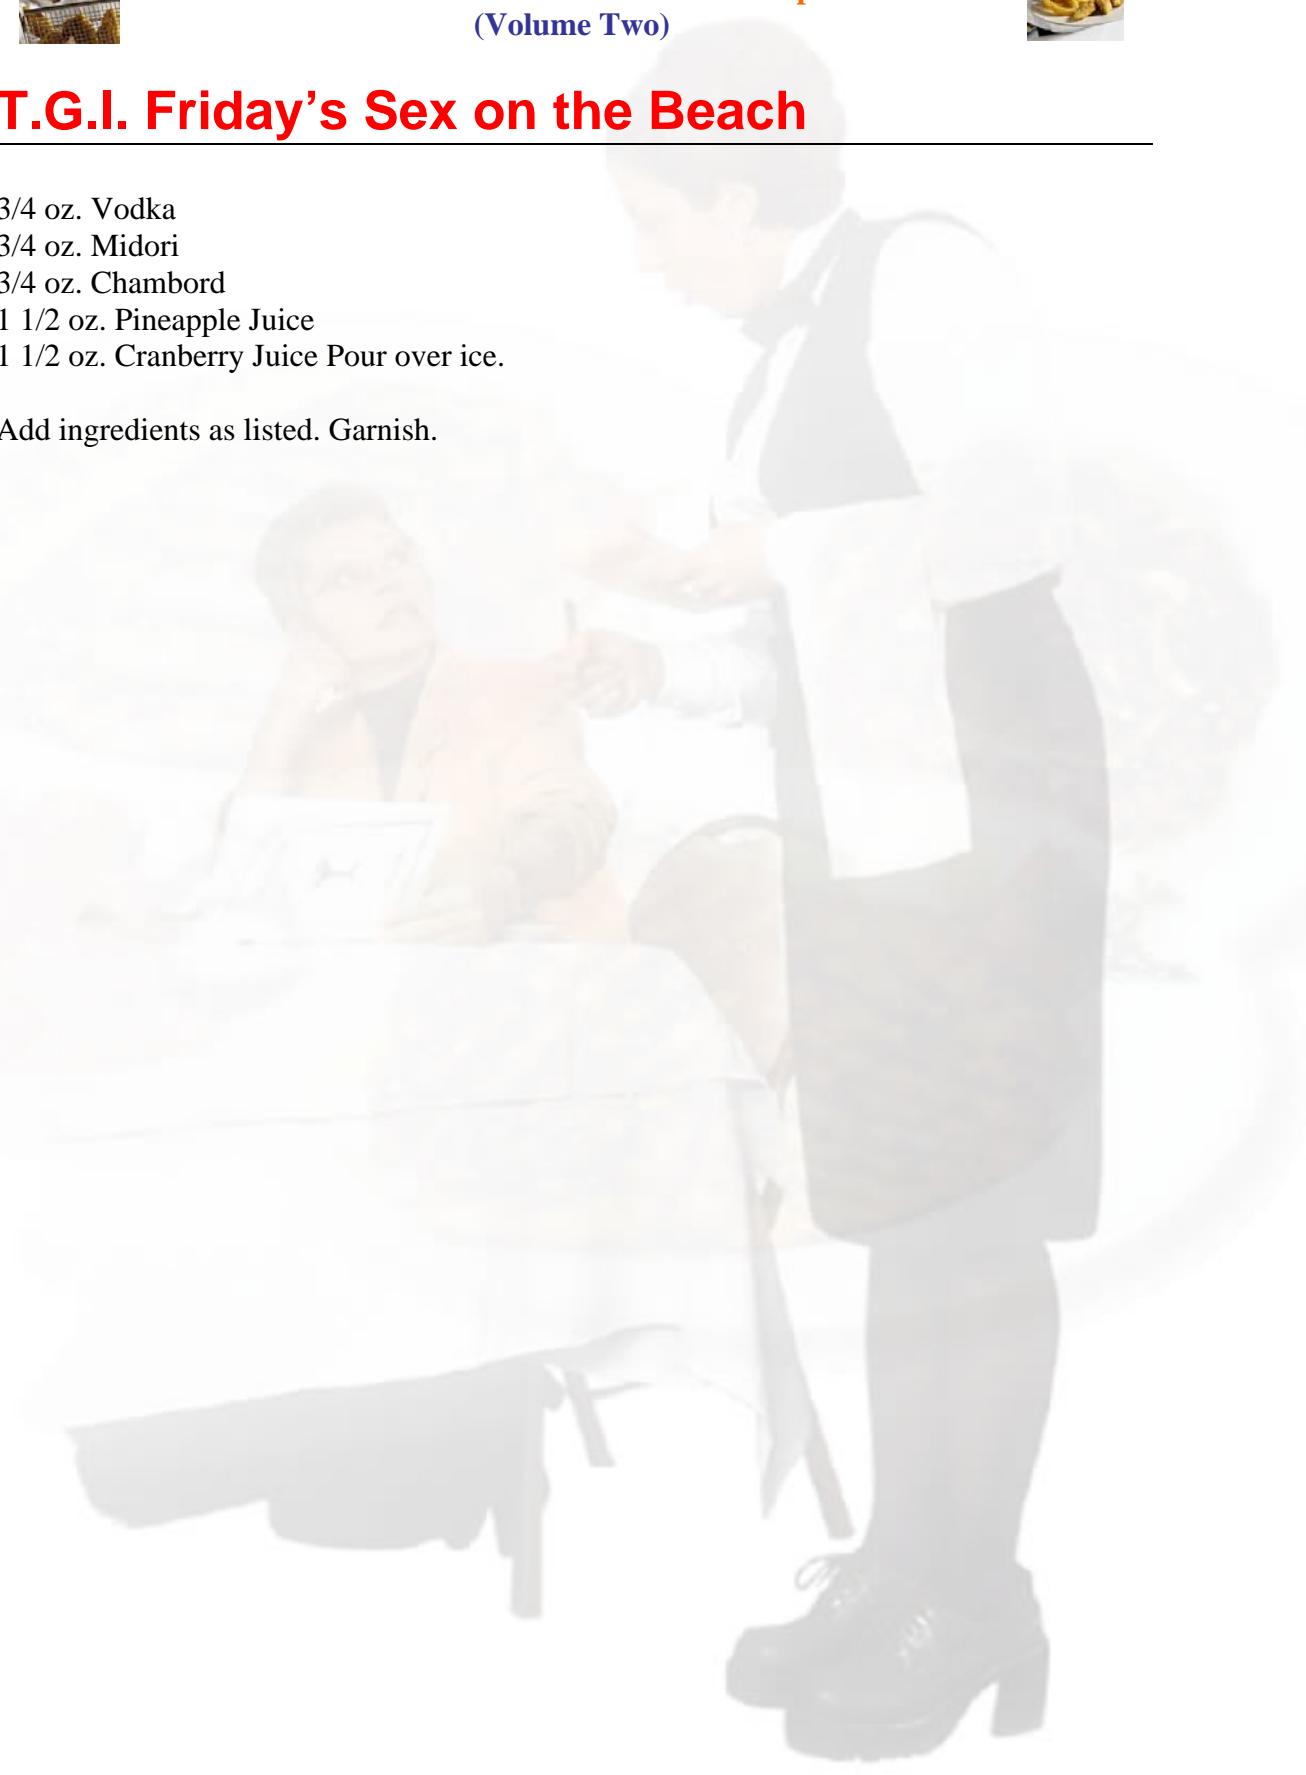 (Volume Two)
T.G.I. Friday’s Sex on the Beach
3/4 oz. Vodka
3/4 oz. Midori
3/4 oz. Chambord
1 1/2 oz. Pineapple Juice
1 1/2 oz. Cranberry Juice Pour over ice.
Add ingredients as listed. Garnish.